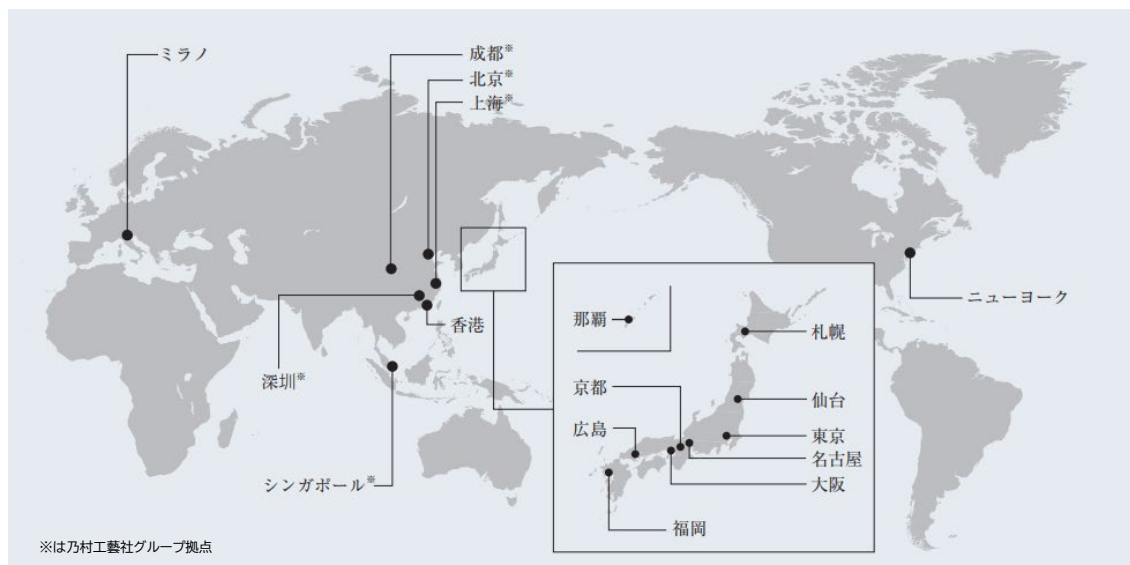 ミラノ
成都※
北京※
上海※
香港
深圳※
シンガポール※
ニューヨーク
那覇
札幌
京都
仙台
広島
東京
名古屋
大阪
福岡
※は乃村工藝社グループ拠点